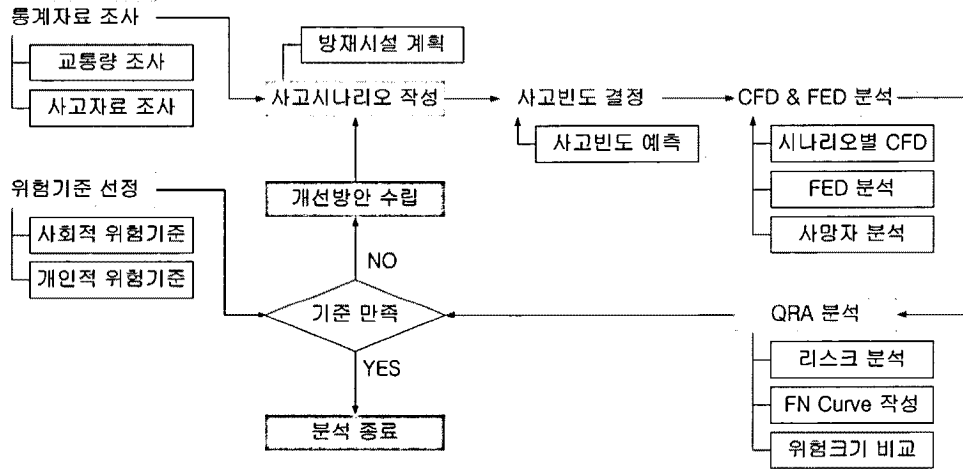 통계자료 조사
교통량 조사
사고자료 조사
방재시설 계획
사고시나리오 작성
사고빈도 결정
사고빈도 예측
CFD & FED 분석
시나리오별 CFD
FED 분석
사망자 분석
위험기준 선정
사회적 위험기준
개인적 위험기준
개선방안 수립
NO
기준 만족
YES
분석 종료
QRA 분석
리스크 분석
FN Curve 작성
위험크기 비교